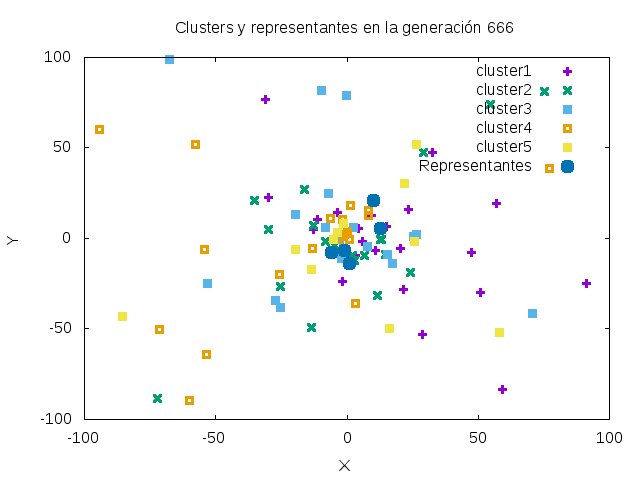 Clusters y representantes en la generación 666
100
50
0
-50
-100
-100
-50
0
50
100
X
Y
cluster1
cluster2
cluster3
cluster4
cluster5
Representantes